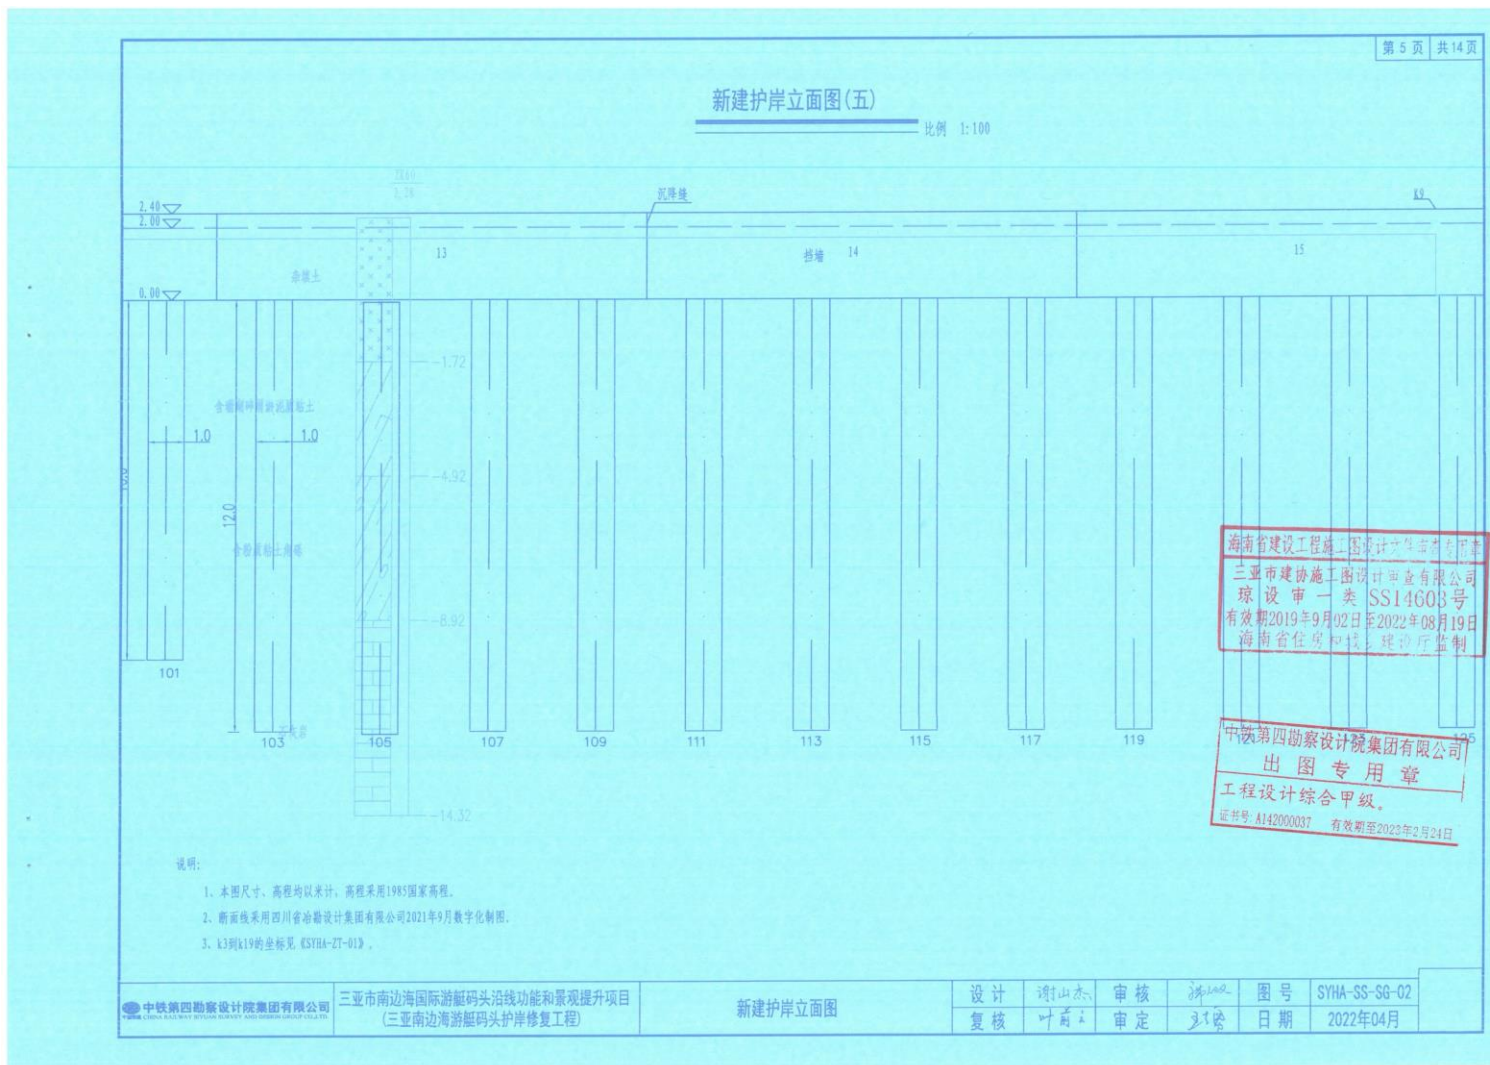 第 5 页 共14页
新建护岸立面图(五)
比例 1:100
ZK60
2.28
沉降缝
K9
2.40
2.00
13
挡墙 14
15
杂填土
0.00
-1.72
1.0
1.0
-4.92
12.0
-8.92
101
103
105
107
109
111
113
115
117
119
125
-14.32
海南省建设工程施工图设计文件审查专用章
三亚市建协施工图设计审查有限公司
琼设审一类 SS14603号
有效期2019年9月02日至2022年08月19日
海南省住房和城乡建设厅监制
中铁第四勘察设计院集团有限公司
出图专用章
工程设计综合甲级。
证书号: A142000037 有效期至2023年2月24日
说明:
1、本图尺寸、高程均以米计, 高程采用1985国家高程。
2、断面线采用四川省冶勘设计集团有限公司2021年9月数字化制图。
3、k3到k19的坐标见《SYHA-ZT-01》。
中铁第四勘察设计院集团有限公司
CHINA RAILWAY SIYUAN SURVEY AND DESIGN GROUP CO.,LTD.
三亚市南边海国际游艇码头沿线功能和景观提升项目
(三亚南边海游艇码头护岸修复工程)
新建护岸立面图
设计 审核 图号 SYHA-SS-SG-02
复核 审定 日期 2022年04月